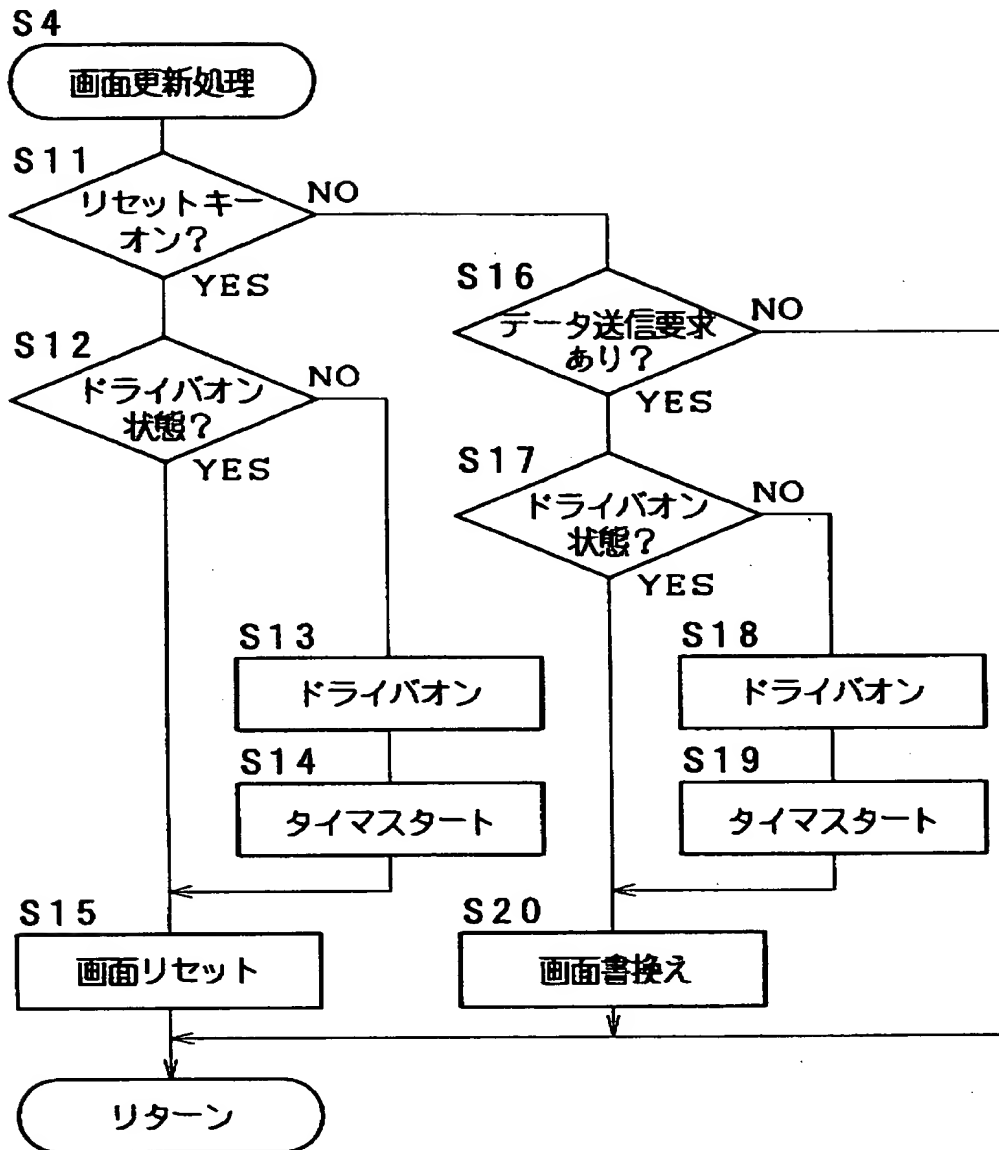 S4
画面更新処理
S11
リセットキー
オン?
NO
YES
S12
ドライバオン
状態?
NO
YES
S13
ドライバオン
S14
タイマスタート
S15
画面リセット
S16
データ送信要求
あり?
NO
YES
S17
ドライバオン
状態?
NO
YES
S18
ドライバオン
S19
タイマスタート
S20
画面書換え
リターン